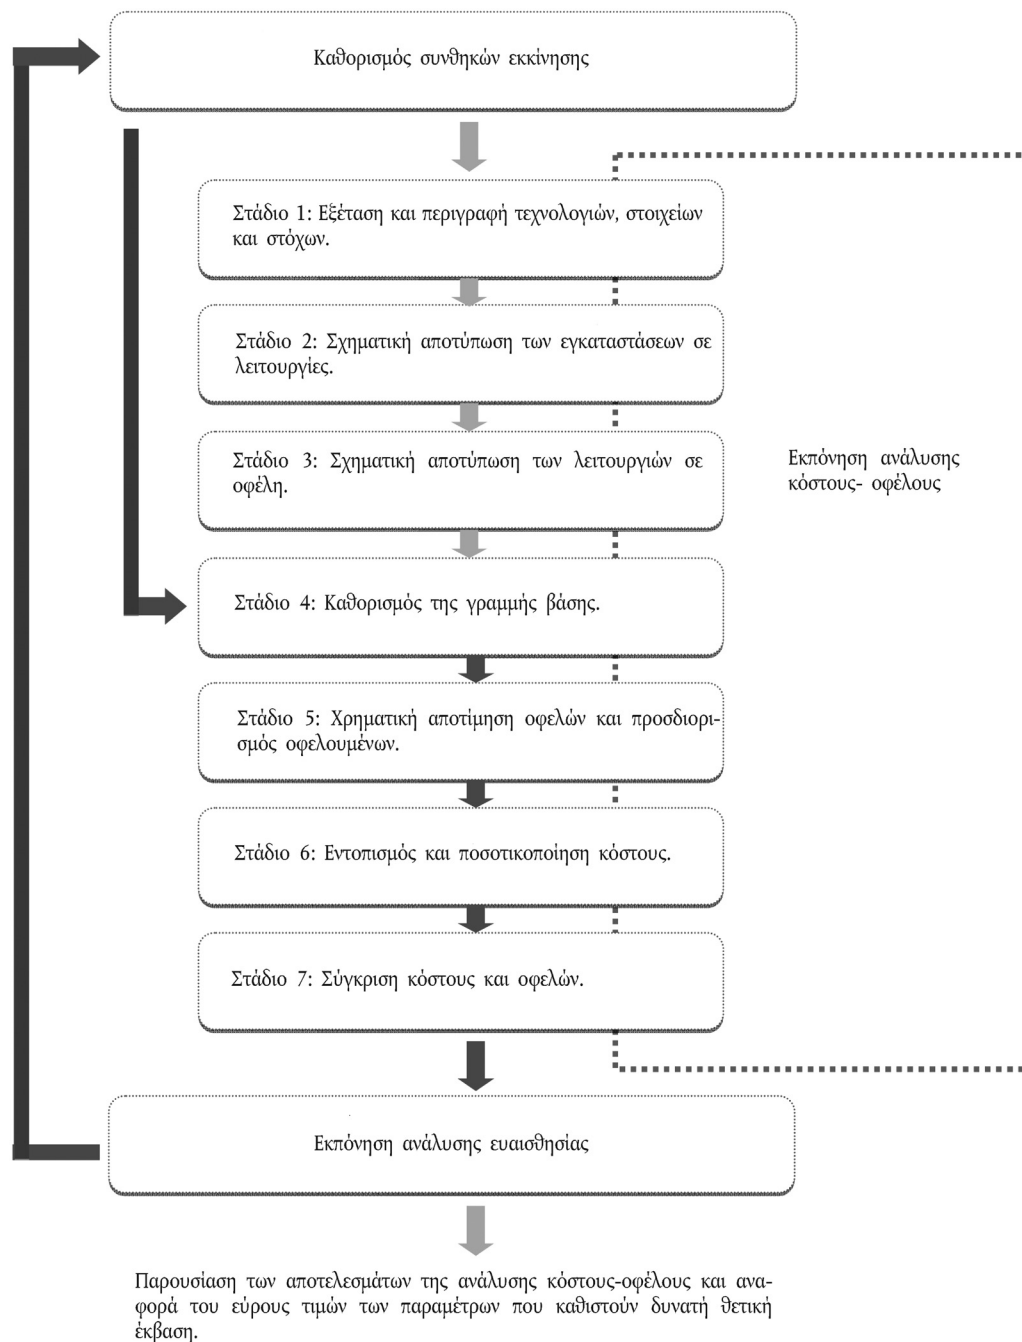 Καθορισμός συνθηκών εκκίνησης
Στάδιο 1: Εξέταση και περιγραφή τεχνολογιών, στοιχείων
και στόχων.
Στάδιο 2: Σχηματική αποτύπωση των εγκαταστάσεων σε
λειτουργίες.
Στάδιο 3: Σχηματική αποτύπωση των λειτουργιών σε
οφέλη.
Εκπόνηση ανάλυσης
κόστους- οφέλους
Στάδιο 4: Καθορισμός της γραμμής βάσης.
Στάδιο 5: Χρηματική αποτίμηση οφελών και προσδιορι-
σμός οφελουμένων.
Στάδιο 6: Εντοπισμός και ποσοτικοποίηση κόστους.
Στάδιο 7: Σύγκριση κόστους και οφελών.
Εκπόνηση ανάλυσης ευαισθησίας
Παρουσίαση των αποτελεσμάτων της ανάλυσης κόστους-οφέλους και ανα-
φορά του εύρους τιμών των παραμέτρων που καθιστούν δυνατή θετική
έκβαση.